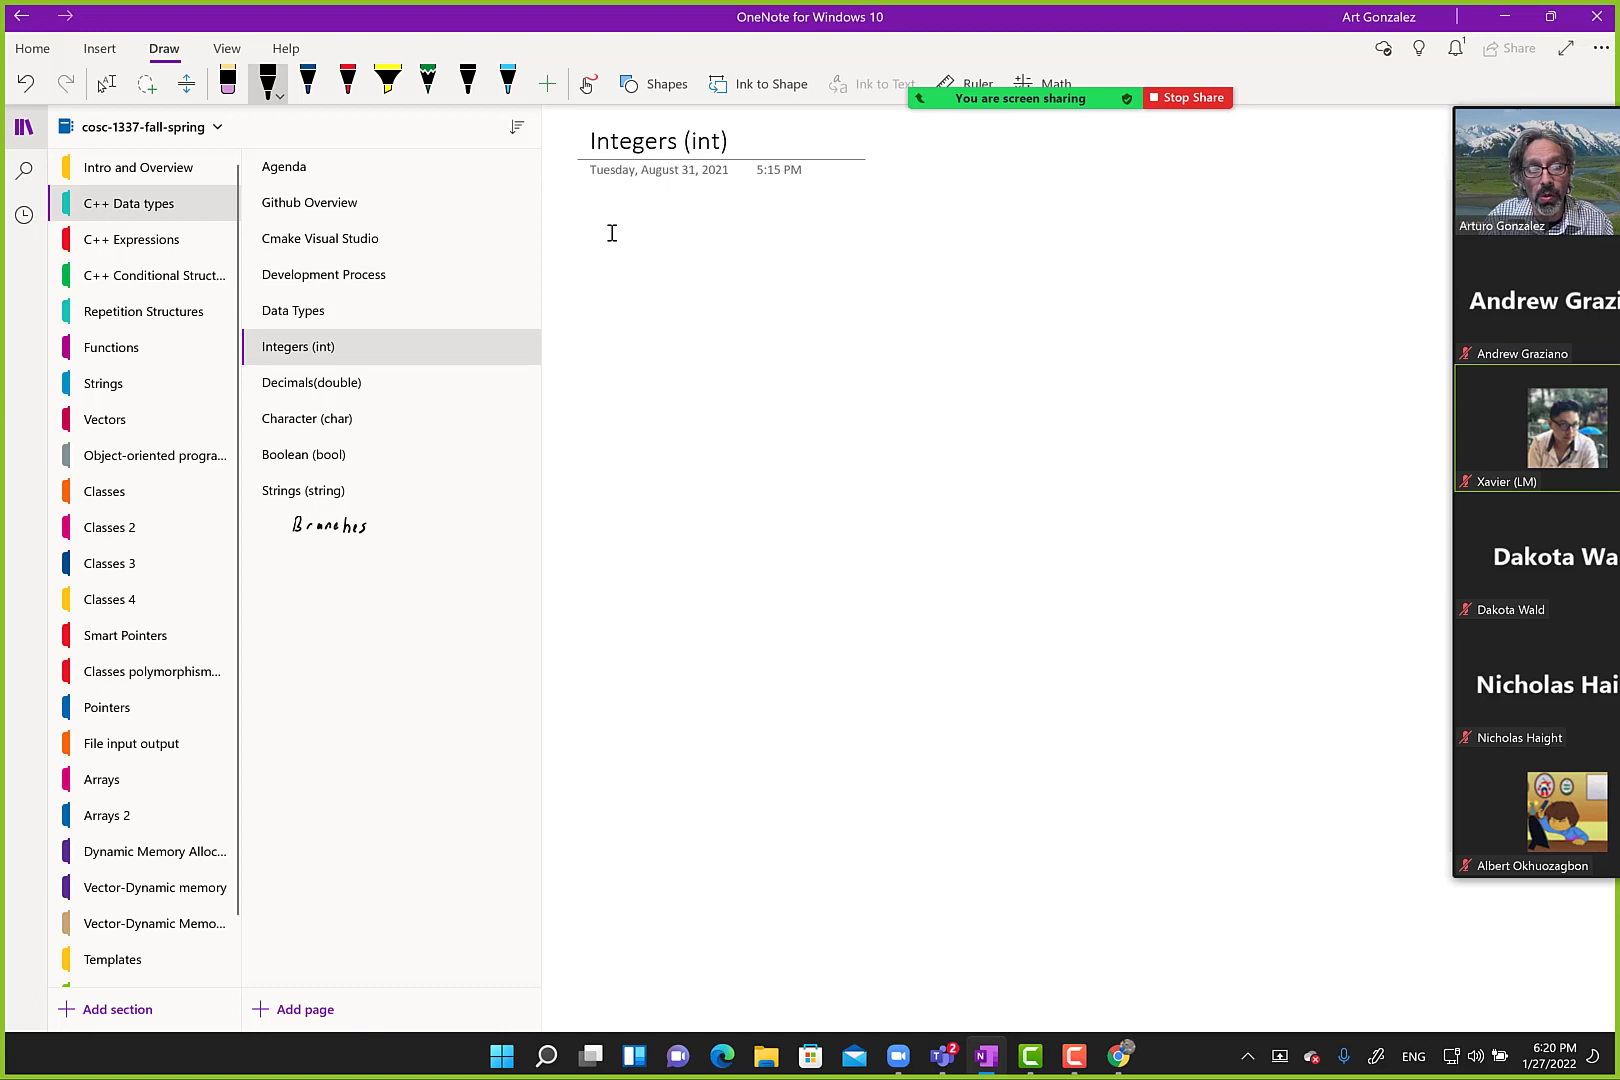 OneNote for Windows 10
Art Gonzalez
Home Insert Draw View Help
1
Share
Shapes
Ink to Shape
Ink to Text
Ruler
Math
You are screen sharing
Stop Share
cosc-1337-fall-spring
Intro and Overview
C++ Data types
C++ Expressions
C++ Conditional Struct...
Repetition Structures
Functions
Strings
Vectors
Object-oriented progra...
Classes
Classes 2
Classes 3
Classes 4
Smart Pointers
Classes polymorphism...
Pointers
File input output
Arrays
Arrays 2
Dynamic Memory Alloc...
Vector-Dynamic memory
Vector-Dynamic Memo...
Templates
Add section
Agenda
Github Overview
Cmake Visual Studio
Development Process
Data Types
Integers (int)
Decimals(double)
Character (char)
Boolean (bool)
Strings (string)
Branches
Add page
Integers (int)
Tuesday, August 31, 2021 5:15 PM
Arturo Gonzalez
Andrew Grazi
Andrew Graziano
Xavier (LM)
Dakota Wa
Dakota Wald
Nicholas Hai
Nicholas Haight
Albert Okhuozagbon
2
ENG
6:20 PM
1/27/2022